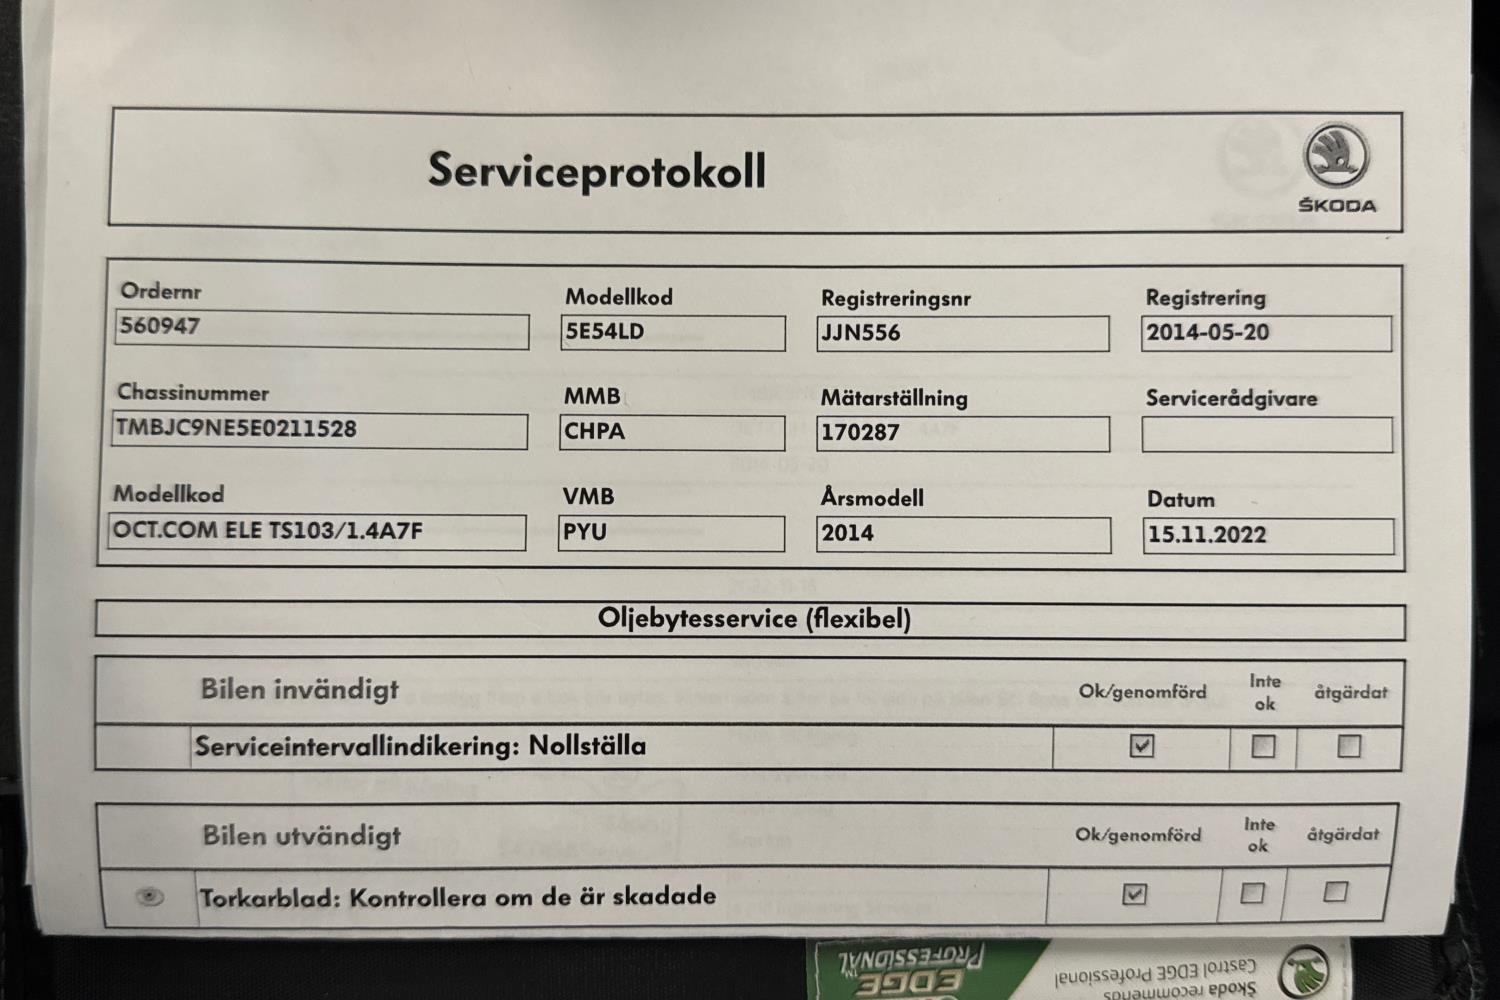 Serviceprotokoll
ŠKODA
Ordernr Modellkod Registreringsnr Registrering
560947 5E54LD JJN556 2014-05-20
Chassinummer MMB Mätarställning Servicerådgivare
TMBJC9NE5E0211528 CHPA 170287
Modellkod VMB Årsmodell Datum
OCT.COM ELE TS103/1.4A7F PYU 2014 15.11.2022
Oljebytesservice (flexibel)
Bilen invändigt Ok/genomförd Inte ok åtgärdat
Serviceintervallindikering: Nollställa
Bilen utvändigt Ok/genomförd Inte ok åtgärdat
Torkarblad: Kontrollera om de är skadade
Škoda recommends
Castrol EDGE Professional
EDGE
PROFESSIONAL